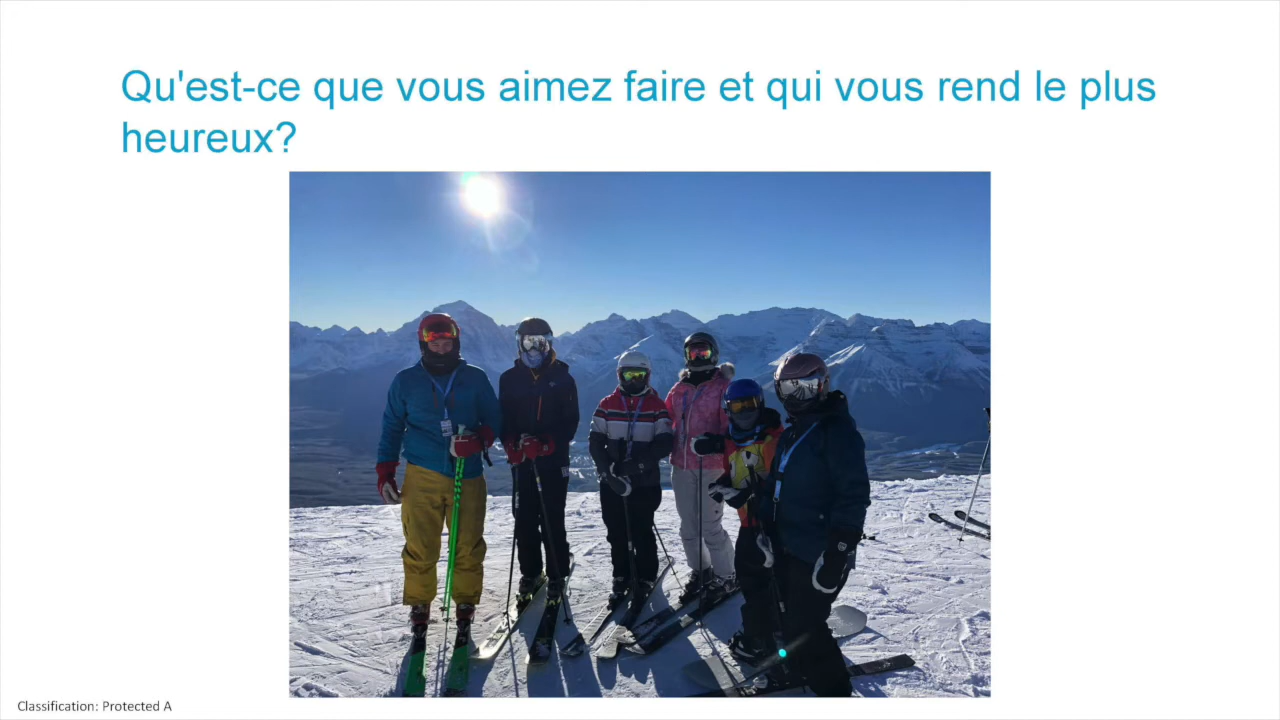 Qu'est-ce que vous aimez faire et qui vous rend le plus
heureux?
Classification: Protected A